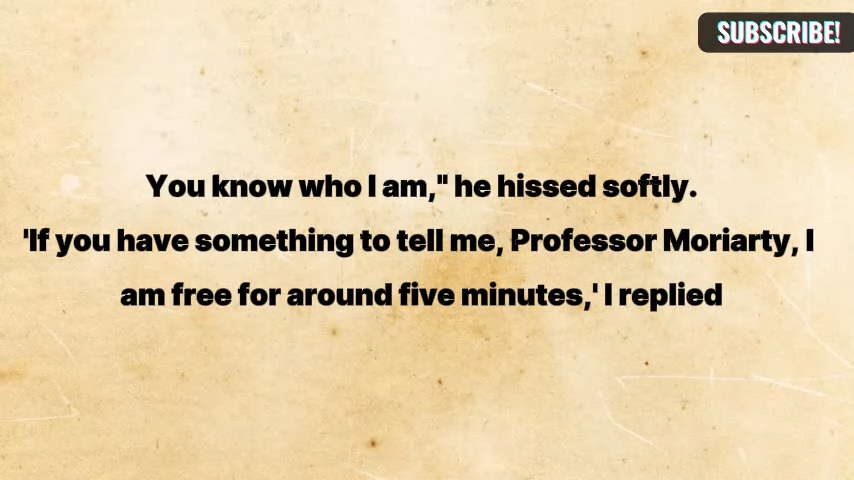 SUBSCRIBE!
You know who I am," he hissed softly.
'If you have something to tell me, Professor Moriarty, I
am free for around five minutes,' I replied